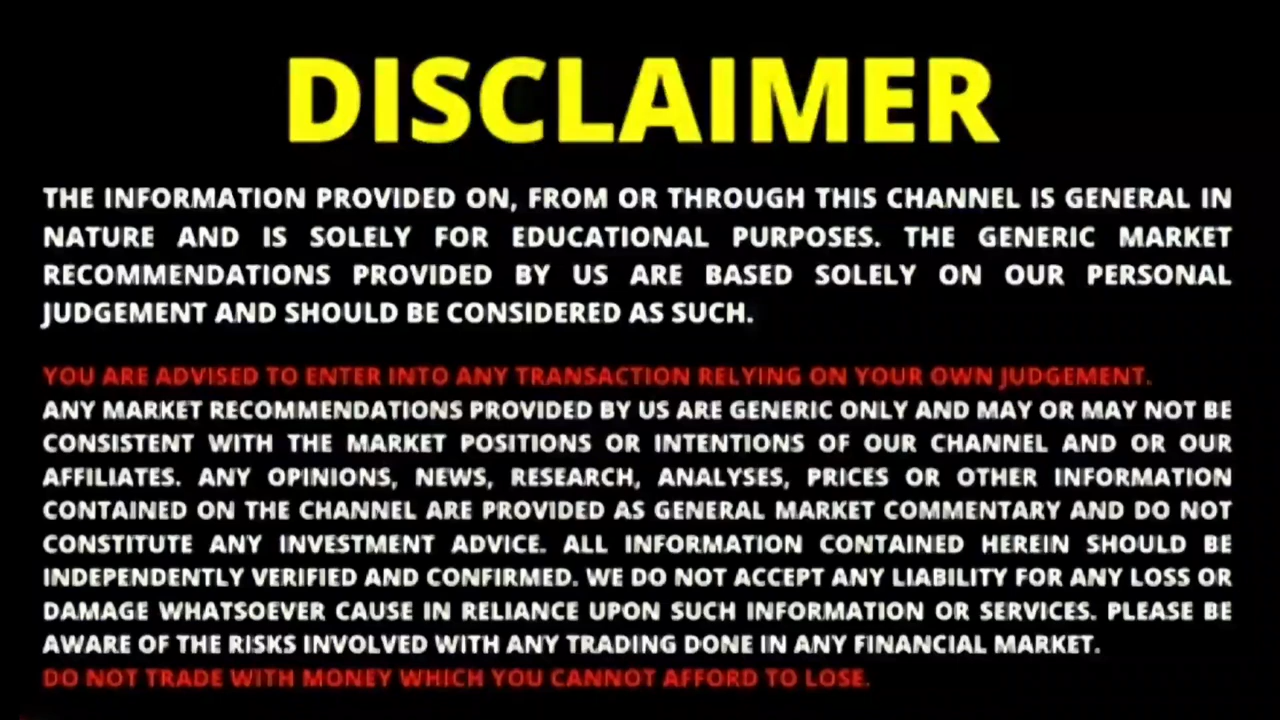 DISCLAIMER
THE INFORMATION PROVIDED ON, FROM OR THROUGH THIS CHANNEL IS GENERAL IN
NATURE AND IS SOLELY FOR EDUCATIONAL PURPOSES. THE GENERIC MARKET
RECOMMENDATIONS PROVIDED BY US ARE BASED SOLELY ON OUR PERSONAL
JUDGEMENT AND SHOULD BE CONSIDERED AS SUCH.
YOU ARE ADVISED TO ENTER INTO ANY TRANSACTION RELYING ON YOUR OWN JUDGEMENT.
ANY MARKET RECOMMENDATIONS PROVIDED BY US ARE GENERIC ONLY AND MAY OR MAY NOT BE
CONSISTENT WITH THE MARKET POSITIONS OR INTENTIONS OF OUR CHANNEL AND OR OUR
AFFILIATES. ANY OPINIONS, NEWS, RESEARCH, ANALYSES, PRICES OR OTHER INFORMATION
CONTAINED ON THE CHANNEL ARE PROVIDED AS GENERAL MARKET COMMENTARY AND DO NOT
CONSTITUTE ANY INVESTMENT ADVICE. ALL INFORMATION CONTAINED HEREIN SHOULD BE
INDEPENDENTLY VERIFIED AND CONFIRMED. WE DO NOT ACCEPT ANY LIABILITY FOR ANY LOSS OR
DAMAGE WHATSOEVER CAUSE IN RELIANCE UPON SUCH INFORMATION OR SERVICES. PLEASE BE
AWARE OF THE RISKS INVOLVED WITH ANY TRADING DONE IN ANY FINANCIAL MARKET.
DO NOT TRADE WITH MONEY WHICH YOU CANNOT AFFORD TO LOSE.